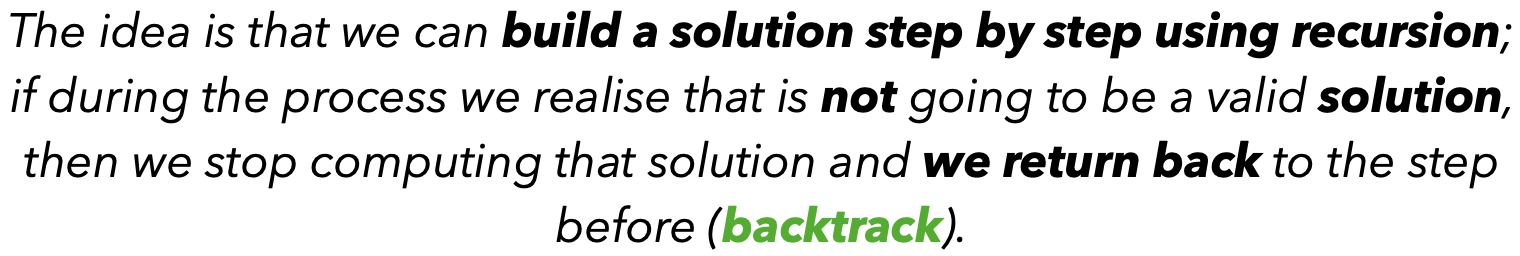 The idea is that we can build a solution step by step using recursion;
if during the process we realise that is not going to be a valid solution,
then we stop computing that solution and we return back to the step
before (backtrack).